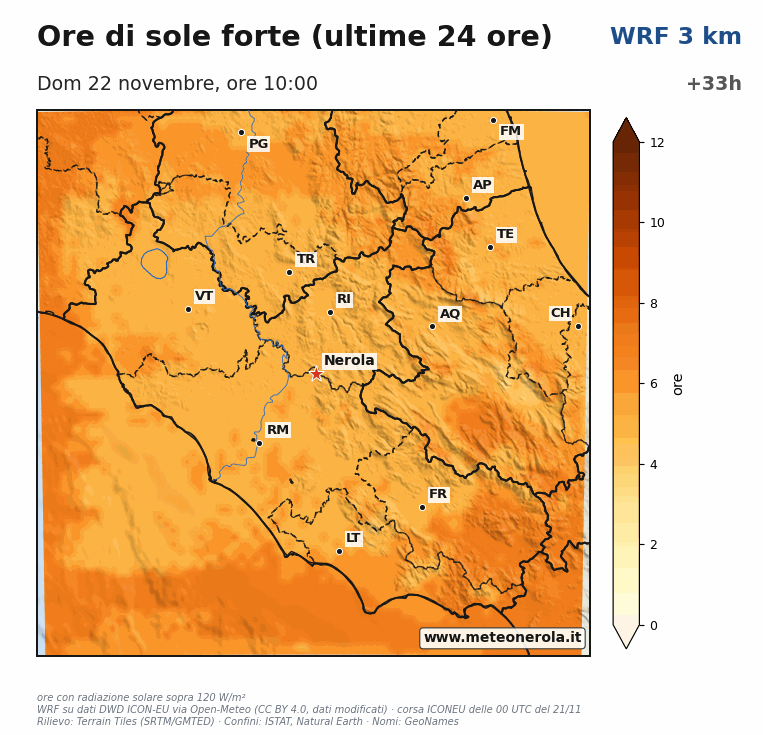 Ore di sole forte (ultime 24 ore)
WRF 3 km
Dom 22 novembre, ore 10:00
+33h
PG
FM
AP
TE
TR
VT
RI
AQ
CH
Nerola
RM
FR
LT
www.meteonerola.it
12
10
8
6
4
2
0
ore
ore con radiazione solare sopra 120 W/m²
WRF su dati DWD ICON-EU via Open-Meteo (CC BY 4.0, dati modificati) · corsa ICONEU delle 00 UTC del 21/11
Rilievo: Terrain Tiles (SRTM/GMTED) · Confini: ISTAT, Natural Earth · Nomi: GeoNames